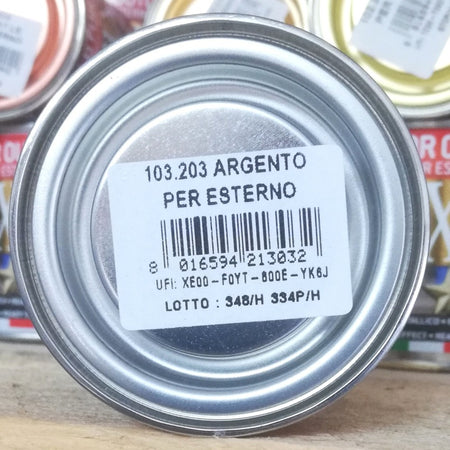 103.203 ARGENTO
PER ESTERNO
8 016594 213032
UFI: XE00-F0YT-800E-YK6J
LOTTO : 348/H 334P/H